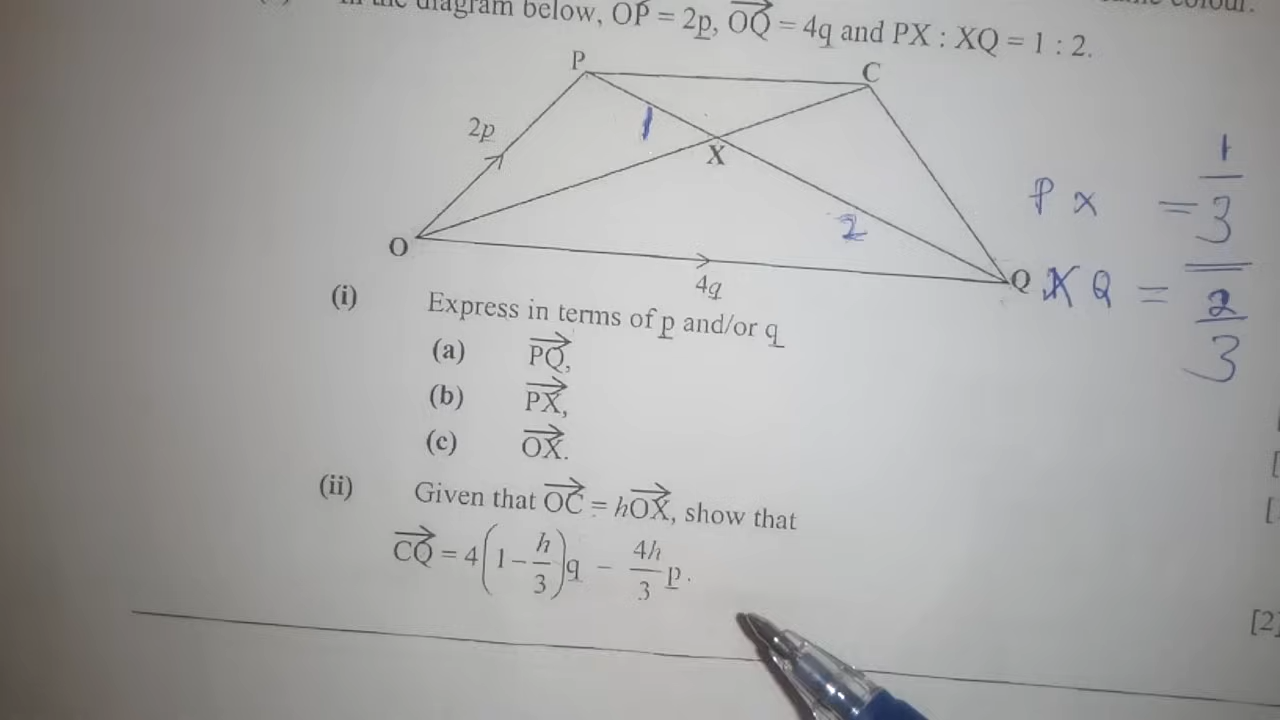 the diagram below, OP = 2p, OQ = 4q and PX : XQ = 1 : 2.
colour.
P
C
2p
1
X
2
O
4q
Q
P X = 1/3
XQ = 2/3
(i) Express in terms of p and/or q
(a) PQ,
(b) PX,
(c) OX.
(ii) Given that OC = hOX, show that
CQ = 4(1 - h/3)q - 4h/3 p.
[2]